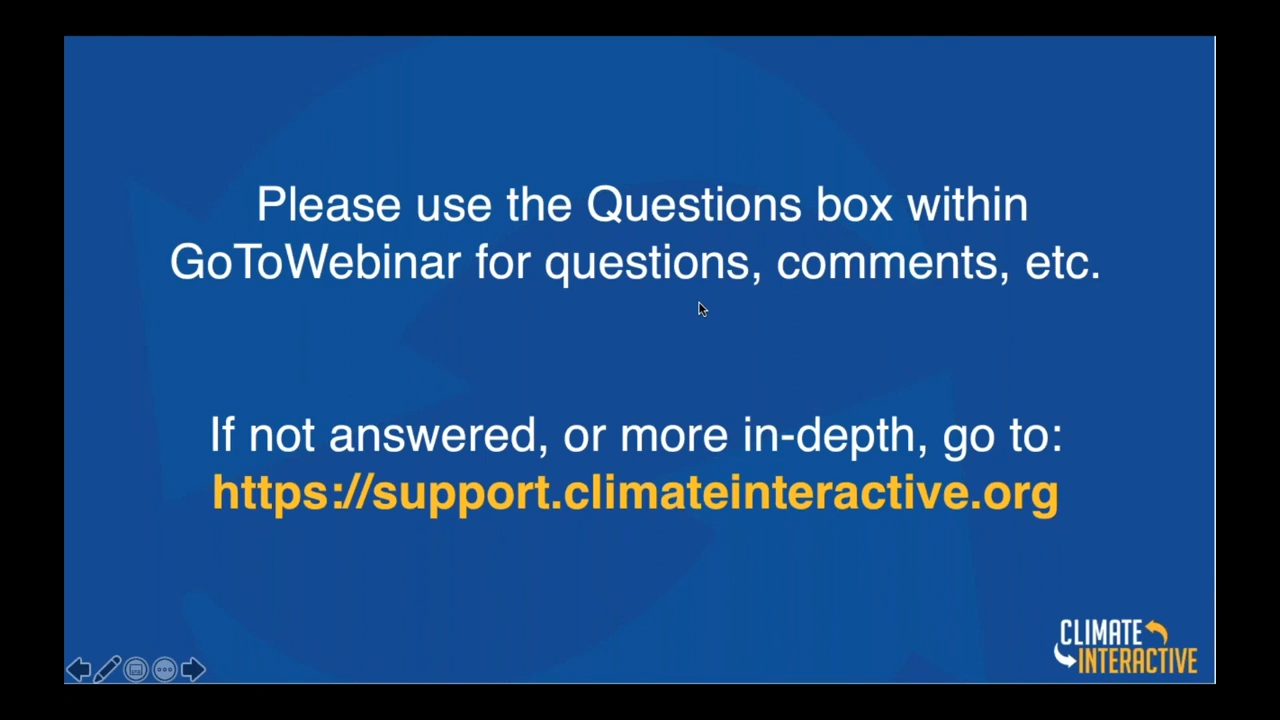 Please use the Questions box within
GoToWebinar for questions, comments, etc.
If not answered, or more in-depth, go to:
https://support.climateinteractive.org
CLIMATE
INTERACTIVE